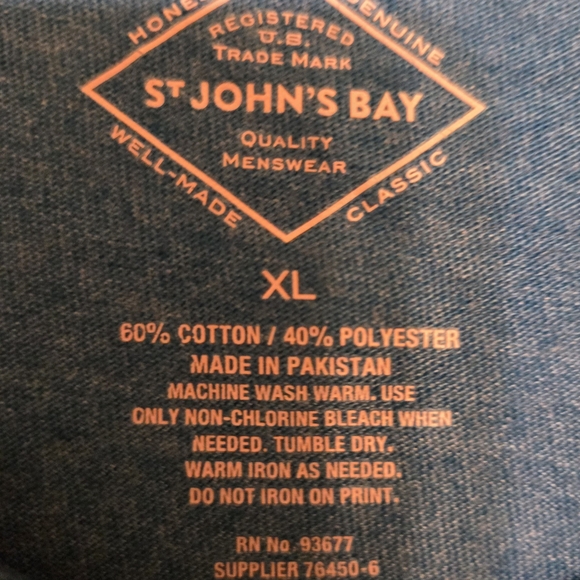 GENUINE
REGISTERED
U.S.
TRADE MARK
ST JOHN'S BAY
QUALITY
MENSWEAR
WELL-MADE
CLASSIC
XL
60% COTTON / 40% POLYESTER
MADE IN PAKISTAN
MACHINE WASH WARM. USE
ONLY NON-CHLORINE BLEACH WHEN
NEEDED. TUMBLE DRY.
WARM IRON AS NEEDED.
DO NOT IRON ON PRINT.
RN No 93677
SUPPLIER 76450-6